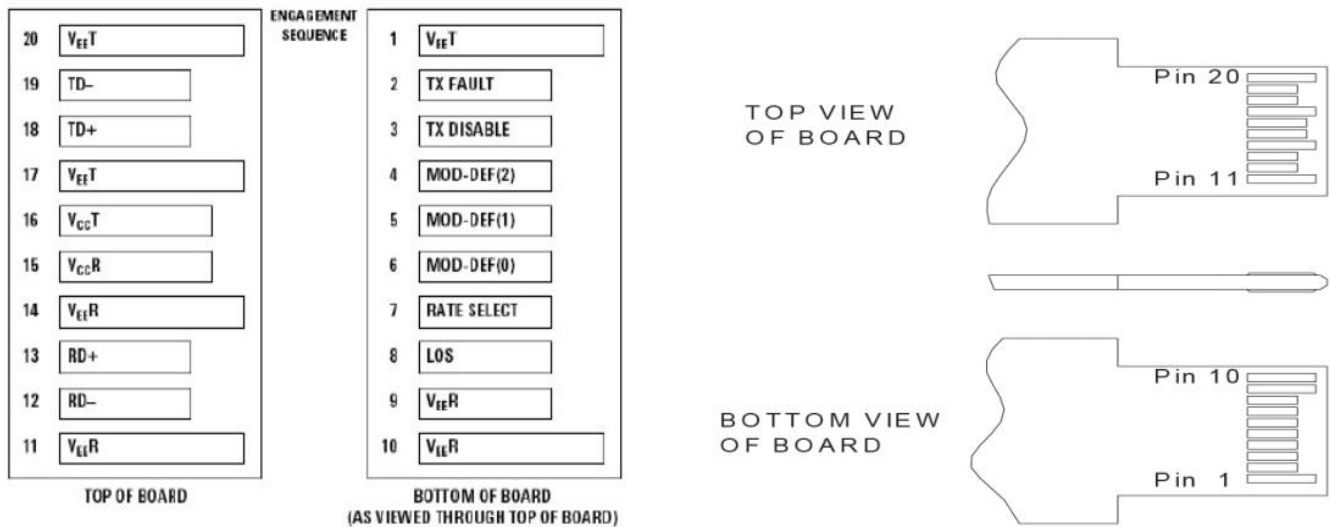 ENGAGEMENT
SEQUENCE
20 VEET
19 TD–
18 TD+
17 VEET
16 VCCT
15 VCCR
14 VEER
13 RD+
12 RD–
11 VEER
TOP OF BOARD
1 VEET
2 TX FAULT
3 TX DISABLE
4 MOD-DEF(2)
5 MOD-DEF(1)
6 MOD-DEF(0)
7 RATE SELECT
8 LOS
9 VEER
10 VEER
BOTTOM OF BOARD
(AS VIEWED THROUGH TOP OF BOARD)
TOP VIEW
OF BOARD
Pin 20
Pin 11
BOTTOM VIEW
OF BOARD
Pin 10
Pin 1